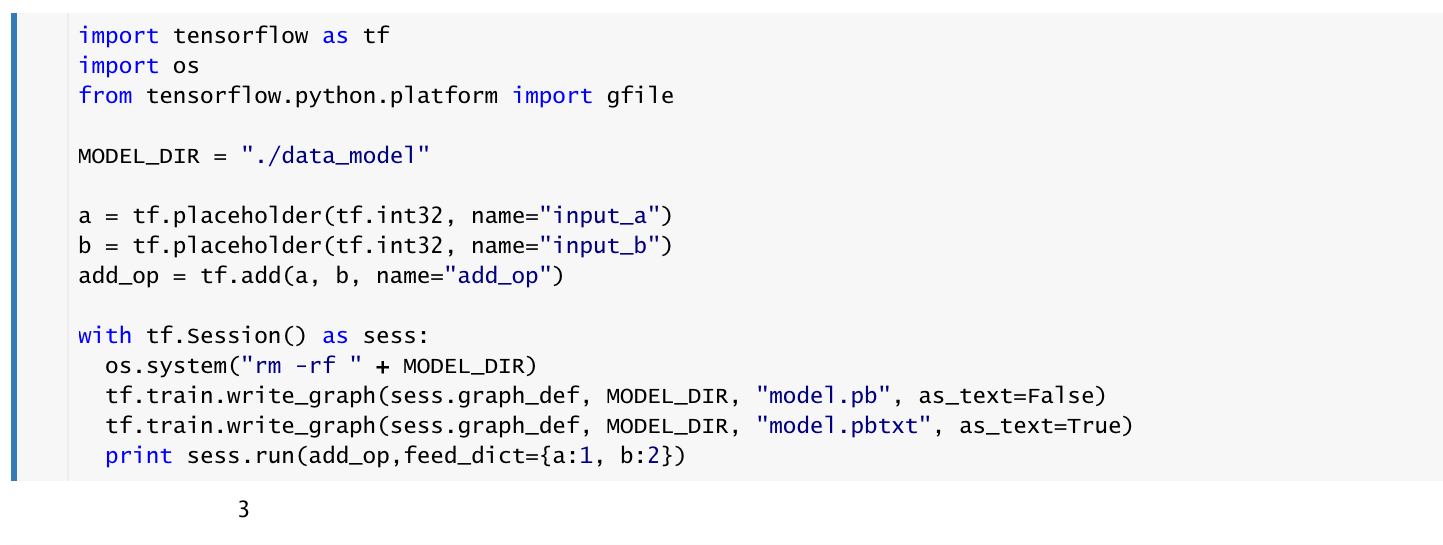 import tensorflow as tf
import os
from tensorflow.python.platform import gfile

MODEL_DIR = "./data_model"

a = tf.placeholder(tf.int32, name="input_a")
b = tf.placeholder(tf.int32, name="input_b")
add_op = tf.add(a, b, name="add_op")

with tf.Session() as sess:
  os.system("rm -rf " + MODEL_DIR)
  tf.train.write_graph(sess.graph_def, MODEL_DIR, "model.pb", as_text=False)
  tf.train.write_graph(sess.graph_def, MODEL_DIR, "model.pbtxt", as_text=True)
  print sess.run(add_op,feed_dict={a:1, b:2})
3